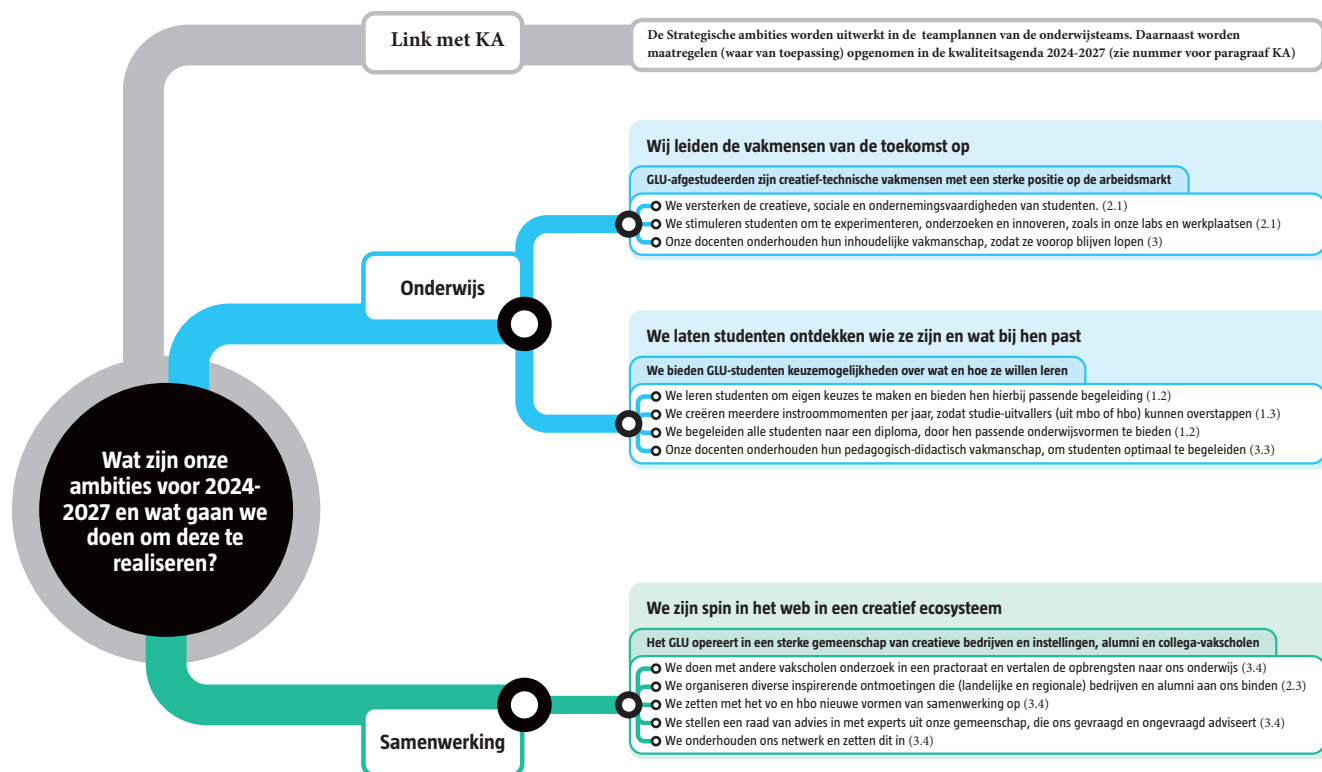 Link met KA
De Strategische ambities worden uitwerkt in de teamplannen van de onderwijsteams. Daarnaast worden
maatregelen (waar van toepassing) opgenomen in de kwaliteitsagenda 2024-2027 (zie nummer voor paragraaf KA)
Wij leiden de vakmensen van de toekomst op
GLU-afgestudeerden zijn creatief-technische vakmensen met een sterke positie op de arbeidsmarkt
We versterken de creatieve, sociale en ondernemingsvaardigheden van studenten. (2.1)
We stimuleren studenten om te experimenteren, onderzoeken en innoveren, zoals in onze labs en werkplaatsen (2.1)
Onze docenten onderhouden hun inhoudelijke vakmanschap, zodat ze voorop blijven lopen (3)
Onderwijs
We laten studenten ontdekken wie ze zijn en wat bij hen past
We bieden GLU-studenten keuzemogelijkheden over wat en hoe ze willen leren
We leren studenten om eigen keuzes te maken en bieden hen hierbij passende begeleiding (1.2)
We creëren meerdere instroommomenten per jaar, zodat studie-uitvallers (uit mbo of hbo) kunnen overstappen (1.3)
We begeleiden alle studenten naar een diploma, door hen passende onderwijsvormen te bieden (1.2)
Onze docenten onderhouden hun pedagogisch-didactisch vakmanschap, om studenten optimaal te begeleiden (3.3)
Wat zijn onze
ambities voor 2024-
2027 en wat gaan we
doen om deze te
realiseren?
We zijn spin in het web in een creatief ecosysteem
Het GLU opereert in een sterke gemeenschap van creatieve bedrijven en instellingen, alumni en collega-vakscholen
We doen met andere vakscholen onderzoek in een practoraat en vertalen de opbrengsten naar ons onderwijs (3.4)
We organiseren diverse inspirerende ontmoetingen die (landelijke en regionale) bedrijven en alumni aan ons binden (2.3)
We zetten met het vo en hbo nieuwe vormen van samenwerking op (3.4)
We stellen een raad van advies in met experts uit onze gemeenschap, die ons gevraagd en ongevraagd adviseert (3.4)
We onderhouden ons netwerk en zetten dit in (3.4)
Samenwerking